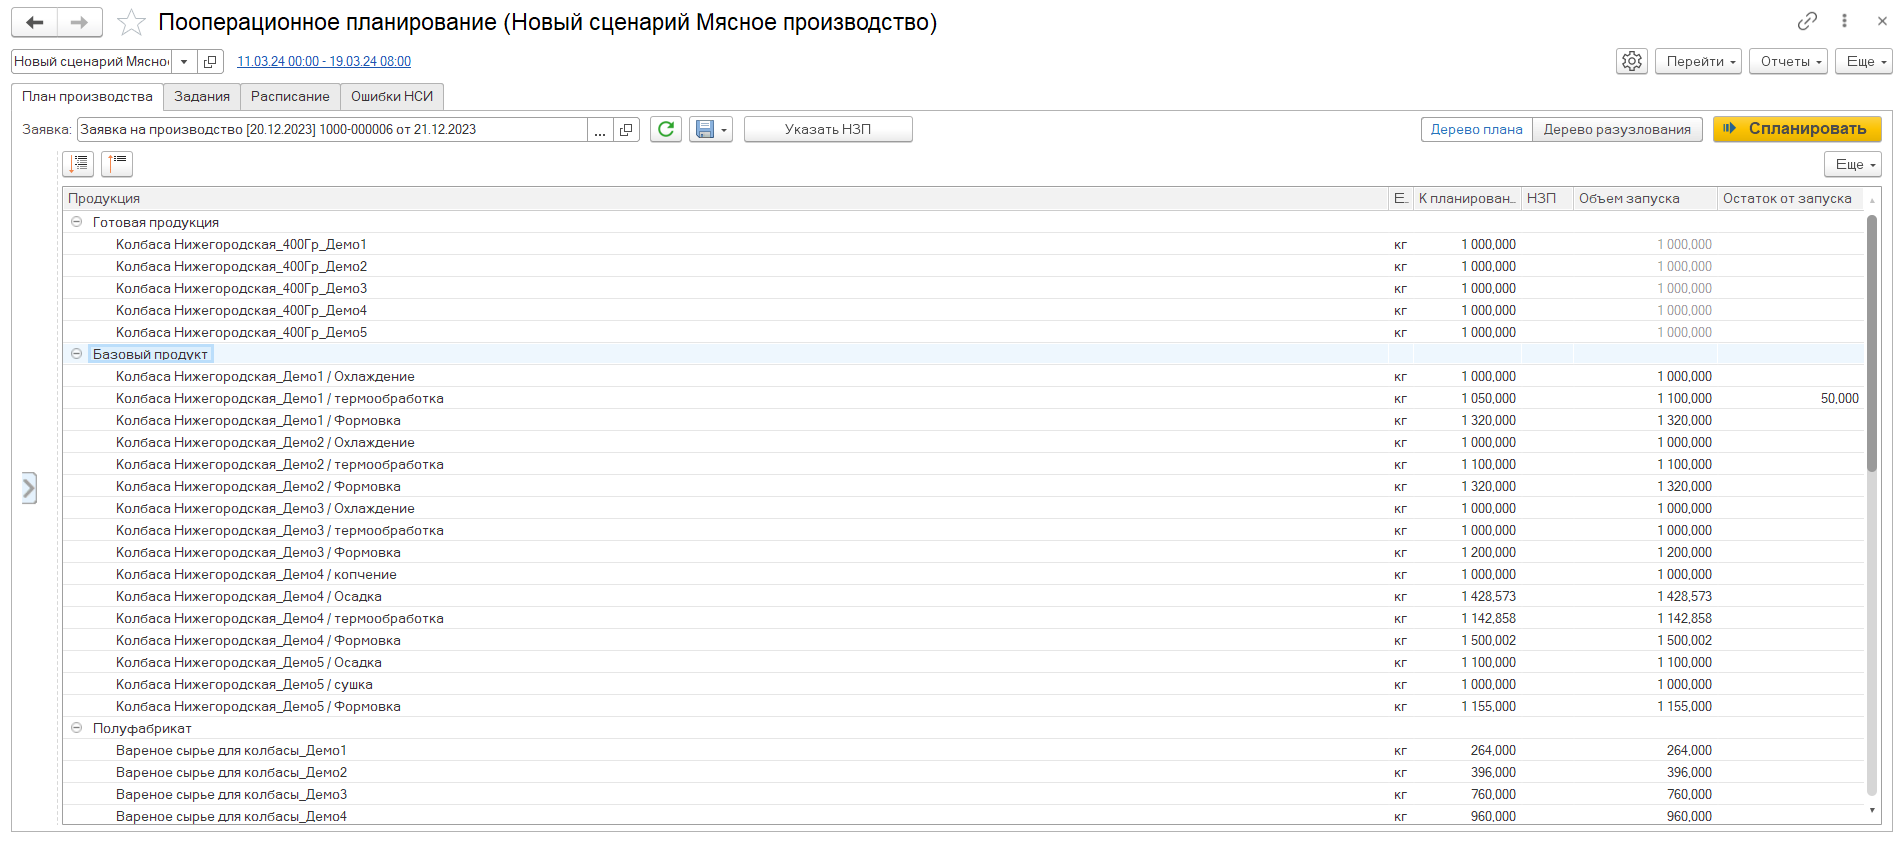 Пооперационное планирование (Новый сценарий Мясное производство)
Новый сценарий Мясно 11.03.24 00:00 - 19.03.24 08:00 Перейти Отчеты Еще
План производства Задания Расписание Ошибки НСИ
Заявка: Заявка на производство [20.12.2023] 1000-000006 от 21.12.2023 ... Указать НЗП Дерево плана Дерево разузлования Спланировать
Еще
Продукция Е.. К планирован... НЗП Объем запуска Остаток от запуска
Готовая продукция
Колбаса Нижегородская_400Гр_Демо1 кг 1 000,000 1 000,000
Колбаса Нижегородская_400Гр_Демо2 кг 1 000,000 1 000,000
Колбаса Нижегородская_400Гр_Демо3 кг 1 000,000 1 000,000
Колбаса Нижегородская_400Гр_Демо4 кг 1 000,000 1 000,000
Колбаса Нижегородская_400Гр_Демо5 кг 1 000,000 1 000,000
Базовый продукт
Колбаса Нижегородская_Демо1 / Охлаждение кг 1 000,000 1 000,000
Колбаса Нижегородская_Демо1 / термообработка кг 1 050,000 1 100,000 50,000
Колбаса Нижегородская_Демо1 / Формовка кг 1 320,000 1 320,000
Колбаса Нижегородская_Демо2 / Охлаждение кг 1 000,000 1 000,000
Колбаса Нижегородская_Демо2 / термообработка кг 1 100,000 1 100,000
Колбаса Нижегородская_Демо2 / Формовка кг 1 320,000 1 320,000
Колбаса Нижегородская_Демо3 / Охлаждение кг 1 000,000 1 000,000
Колбаса Нижегородская_Демо3 / термообработка кг 1 000,000 1 000,000
Колбаса Нижегородская_Демо3 / Формовка кг 1 200,000 1 200,000
Колбаса Нижегородская_Демо4 / копчение кг 1 000,000 1 000,000
Колбаса Нижегородская_Демо4 / Осадка кг 1 428,573 1 428,573
Колбаса Нижегородская_Демо4 / термообработка кг 1 142,858 1 142,858
Колбаса Нижегородская_Демо4 / Формовка кг 1 500,002 1 500,002
Колбаса Нижегородская_Демо5 / Осадка кг 1 100,000 1 100,000
Колбаса Нижегородская_Демо5 / сушка кг 1 000,000 1 000,000
Колбаса Нижегородская_Демо5 / Формовка кг 1 155,000 1 155,000
Полуфабрикат
Вареное сырье для колбасы_Демо1 кг 264,000 264,000
Вареное сырье для колбасы_Демо2 кг 396,000 396,000
Вареное сырье для колбасы_Демо3 кг 760,000 760,000
Вареное сырье для колбасы_Демо4 кг 960,000 960,000